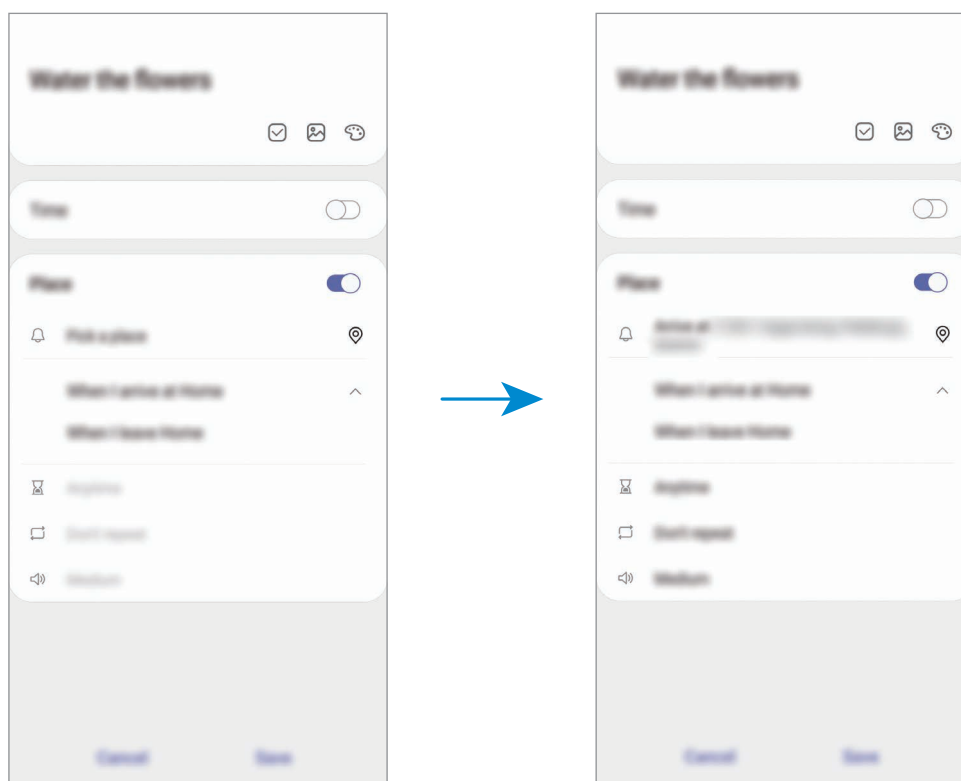 Water the flowers
Time
Place
Pick a place
When I arrive at Home
When I leave Home
Anytime
Don't repeat
Medium
Cancel
Save
Water the flowers
Time
Place
Arrive at
When I arrive at Home
When I leave Home
Anytime
Don't repeat
Medium
Cancel
Save